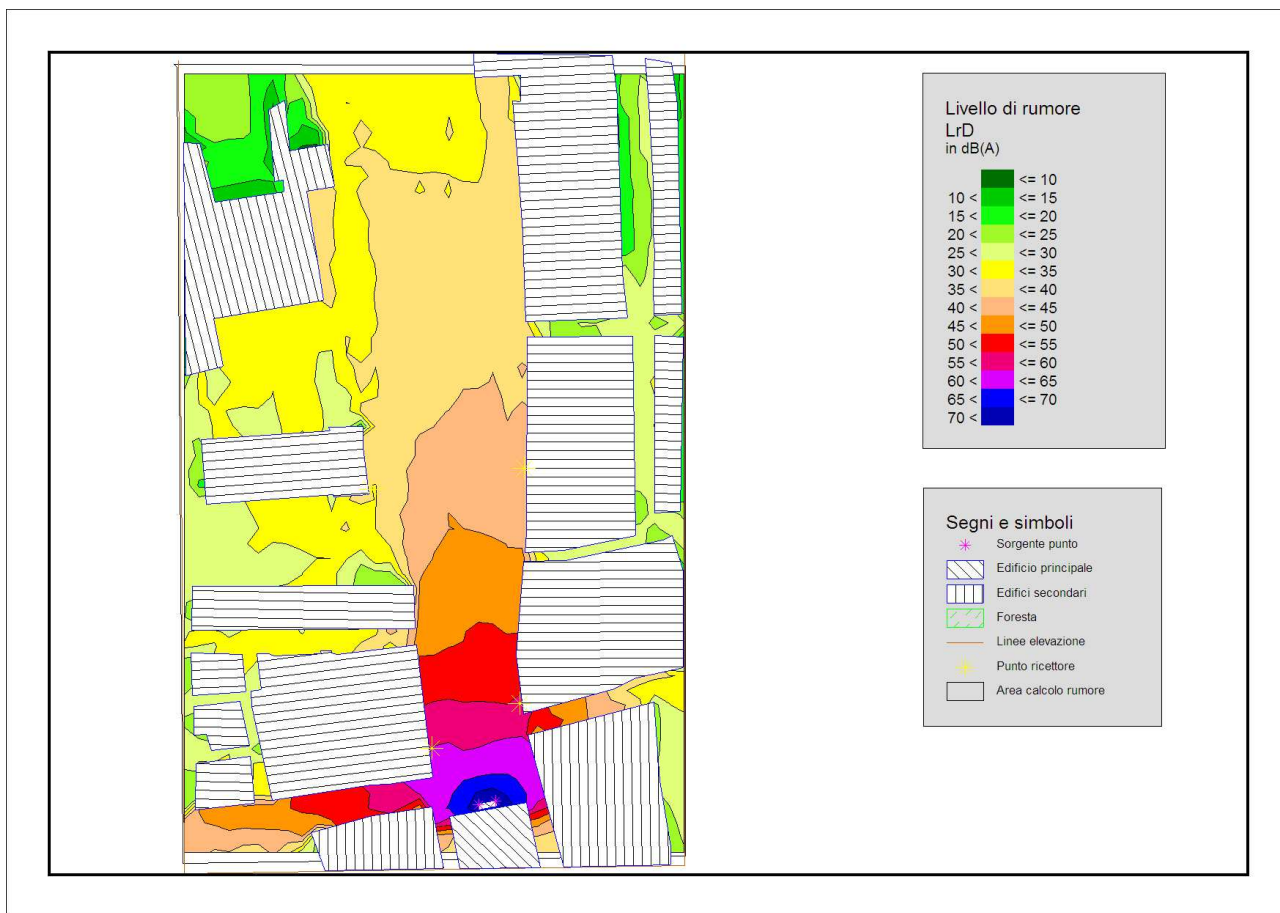 Livello di rumore
LrD
in dB(A)
<= 10
10 < <= 15
15 < <= 20
20 < <= 25
25 < <= 30
30 < <= 35
35 < <= 40
40 < <= 45
45 < <= 50
50 < <= 55
55 < <= 60
60 < <= 65
65 < <= 70
70 <
Segni e simboli
Sorgente punto
Edificio principale
Edifici secondari
Foresta
Linee elevazione
Punto ricettore
Area calcolo rumore